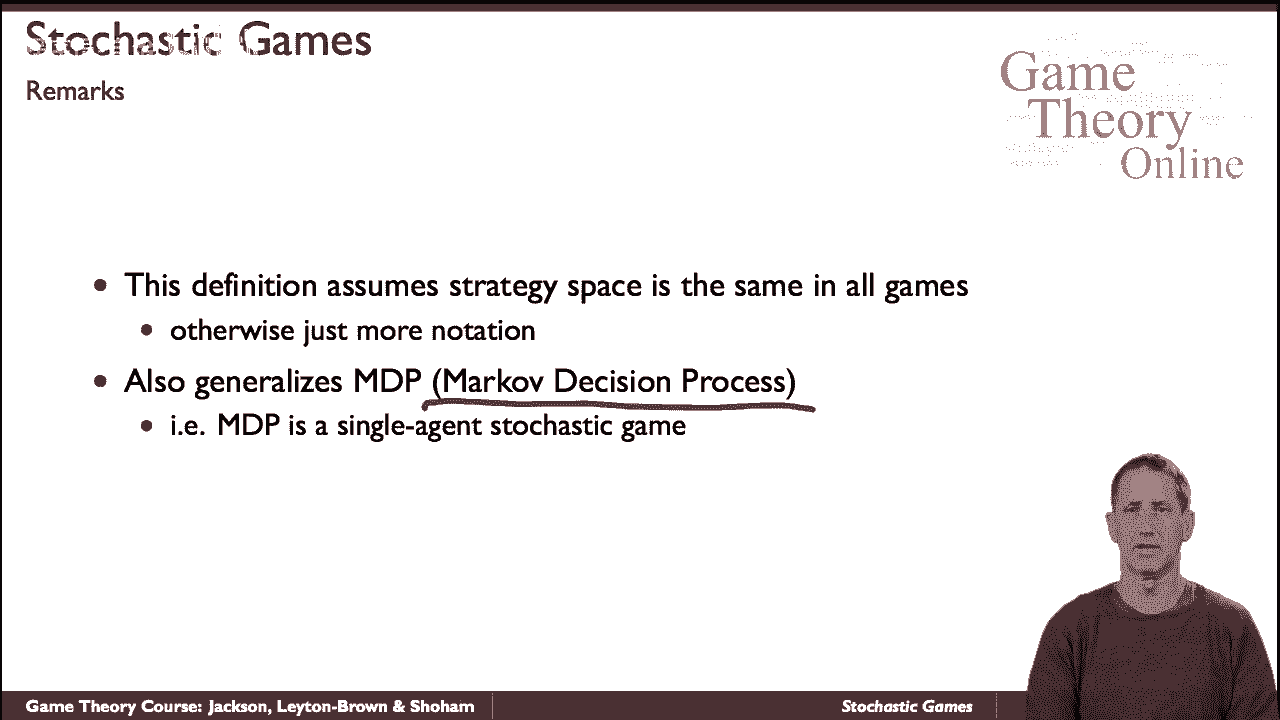 Stochastic Games
Remarks
Game
Theory
Online
• This definition assumes strategy space is the same in all games
• otherwise just more notation
• Also generalizes MDP (Markov Decision Process)
• i.e. MDP is a single-agent stochastic game
Game Theory Course: Jackson, Leyton-Brown & Shoham
Stochastic Games